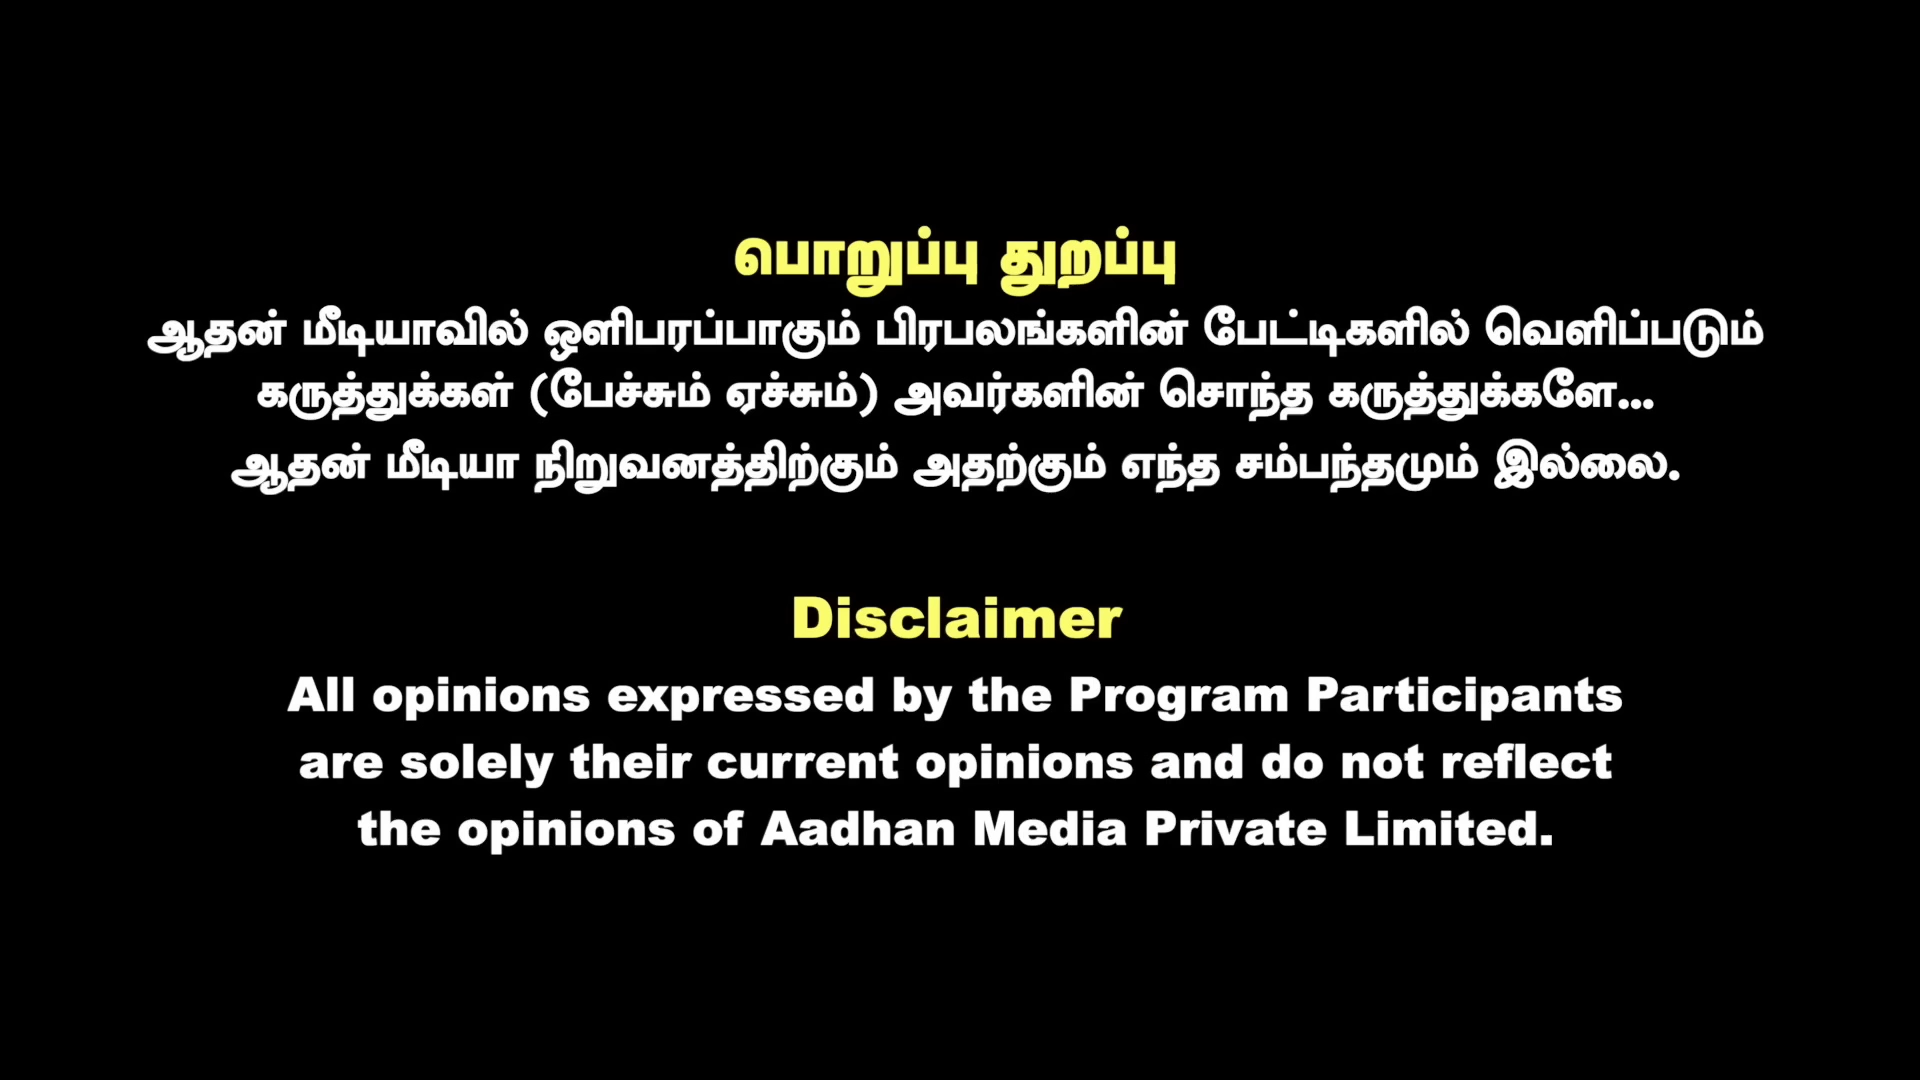 பொறுப்பு துறப்பு
ஆதன் மீடியாவில் ஒளிபரப்பாகும் பிரபலங்களின் பேட்டிகளில் வெளிப்படும்
கருத்துக்கள் (பேச்சும் ஏச்சும்) அவர்களின் சொந்த கருத்துக்களே...
ஆதன் மீடியா நிறுவனத்திற்கும் அதற்கும் எந்த சம்பந்தமும் இல்லை.
Disclaimer
All opinions expressed by the Program Participants
are solely their current opinions and do not reflect
the opinions of Aadhan Media Private Limited.